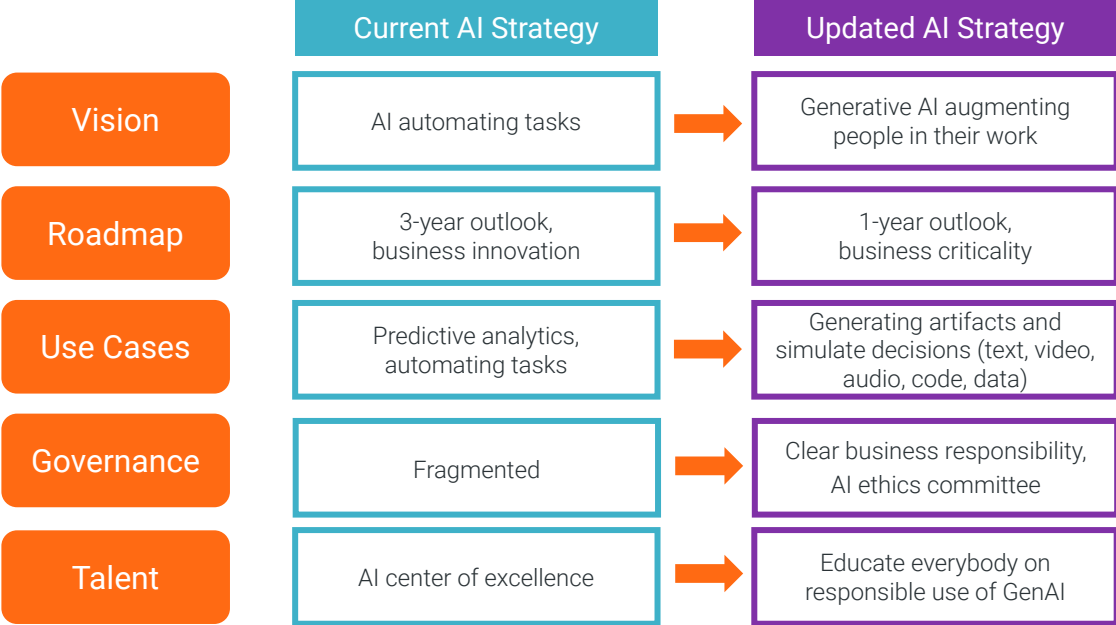 Current AI Strategy
Updated AI Strategy
Vision
AI automating tasks
Generative AI augmenting
people in their work
Roadmap
3-year outlook,
business innovation
1-year outlook,
business criticality
Use Cases
Predictive analytics,
automating tasks
Generating artifacts and
simulate decisions (text, video,
audio, code, data)
Governance
Fragmented
Clear business responsibility,
AI ethics committee
Talent
AI center of excellence
Educate everybody on
responsible use of GenAI